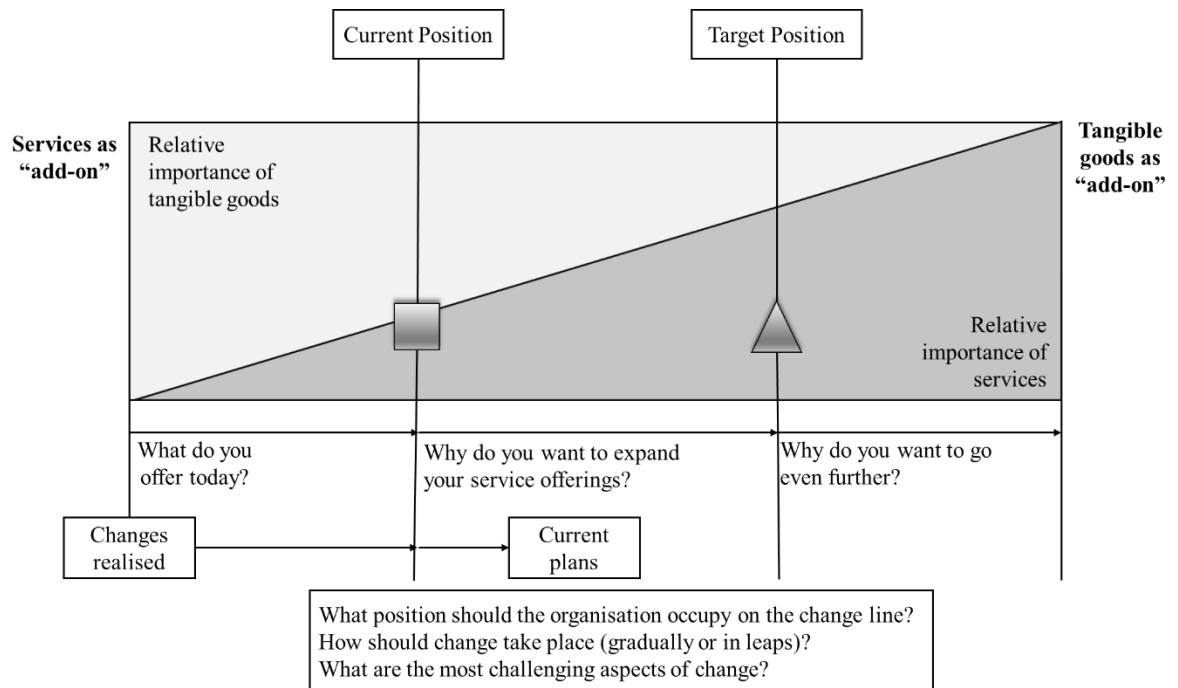 Current Position
Target Position
Services as
“add-on”
Relative
importance of
tangible goods
Tangible
goods as
“add-on”
Relative
importance of
services
What do you
offer today?
Why do you want to expand
your service offerings?
Why do you want to go
even further?
Changes
realised
Current
plans
What position should the organisation occupy on the change line?
How should change take place (gradually or in leaps)?
What are the most challenging aspects of change?